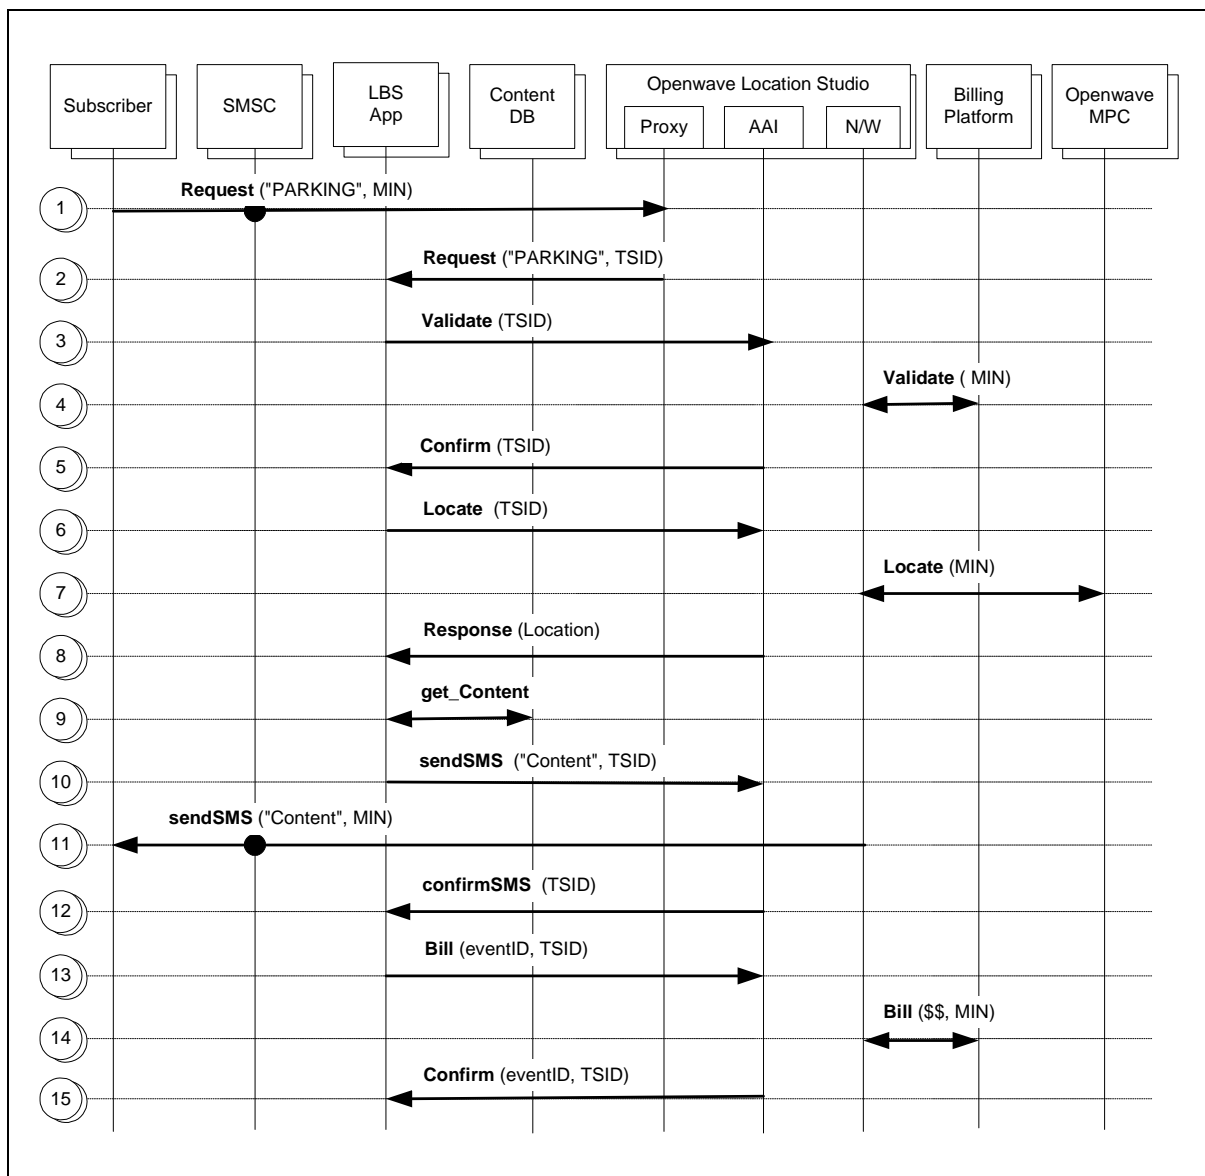 Subscriber
SMSC
LBS
App
Content
DB
Openwave Location Studio
Proxy
AAI
N/W
Billing
Platform
Openwave
MPC
1
Request ("PARKING", MIN)
2
Request ("PARKING", TSID)
3
Validate (TSID)
4
Validate ( MIN)
5
Confirm (TSID)
6
Locate (TSID)
7
Locate (MIN)
8
Response (Location)
9
get_Content
10
sendSMS ("Content", TSID)
11
sendSMS ("Content", MIN)
12
confirmSMS (TSID)
13
Bill (eventID, TSID)
14
Bill ($$, MIN)
15
Confirm (eventID, TSID)